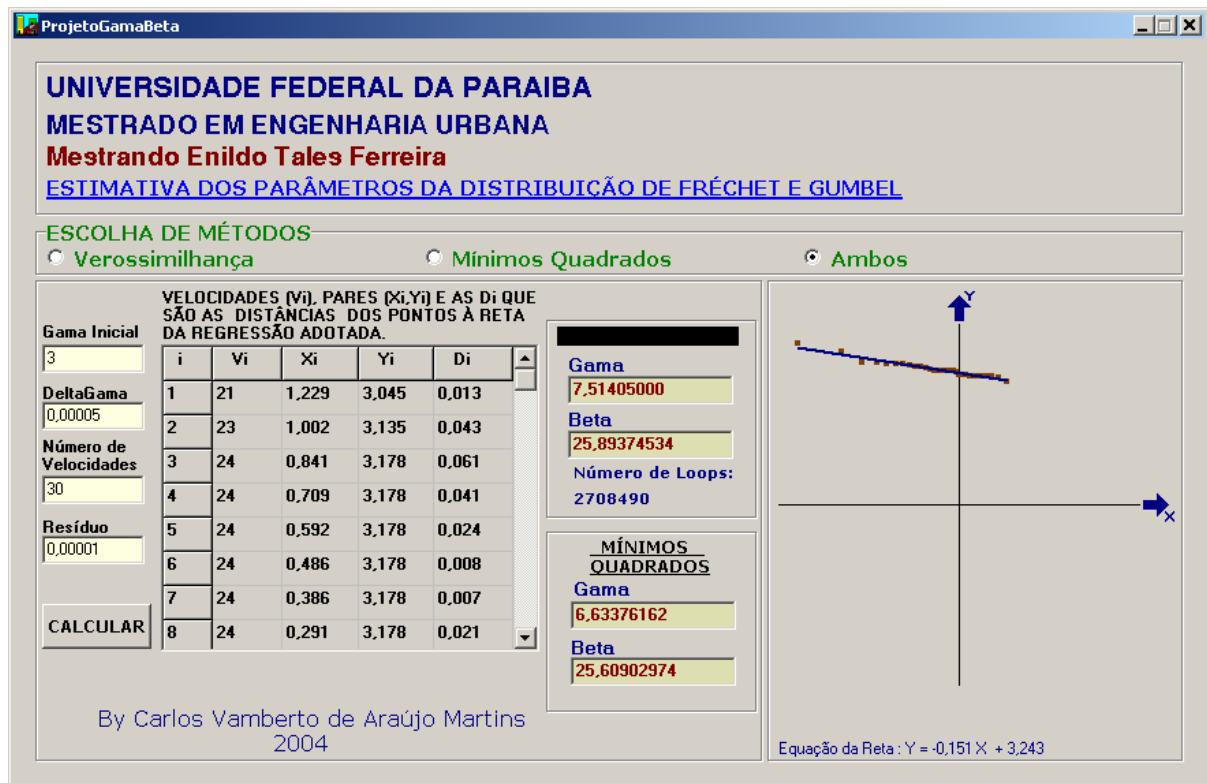 ProjetoGamaBeta
UNIVERSIDADE FEDERAL DA PARAIBA
MESTRADO EM ENGENHARIA URBANA
Mestrando Enildo Tales Ferreira
ESTIMATIVA DOS PARÂMETROS DA DISTRIBUIÇÃO DE FRÉCHET E GUMBEL
ESCOLHA DE MÉTODOS
Verossimilhança Mínimos Quadrados Ambos
Gama Inicial
3
DeltaGama
0,00005
Número de
Velocidades
30
Resíduo
0,00001
CALCULAR
VELOCIDADES (Vi), PARES (Xi,Yi) E AS Di QUE
SÃO AS DISTÂNCIAS DOS PONTOS À RETA
DA REGRESSÃO ADOTADA.
i Vi Xi Yi Di
1 21 1,229 3,045 0,013
2 23 1,002 3,135 0,043
3 24 0,841 3,178 0,061
4 24 0,709 3,178 0,041
5 24 0,592 3,178 0,024
6 24 0,486 3,178 0,008
7 24 0,386 3,178 0,007
8 24 0,291 3,178 0,021
Gama
7,51405000
Beta
25,89374534
Número de Loops:
2708490
MÍNIMOS
QUADRADOS
Gama
6,63376162
Beta
25,60902974
Y
X
Equação da Reta : Y = -0,151 X + 3,243
By Carlos Vamberto de Araújo Martins
2004